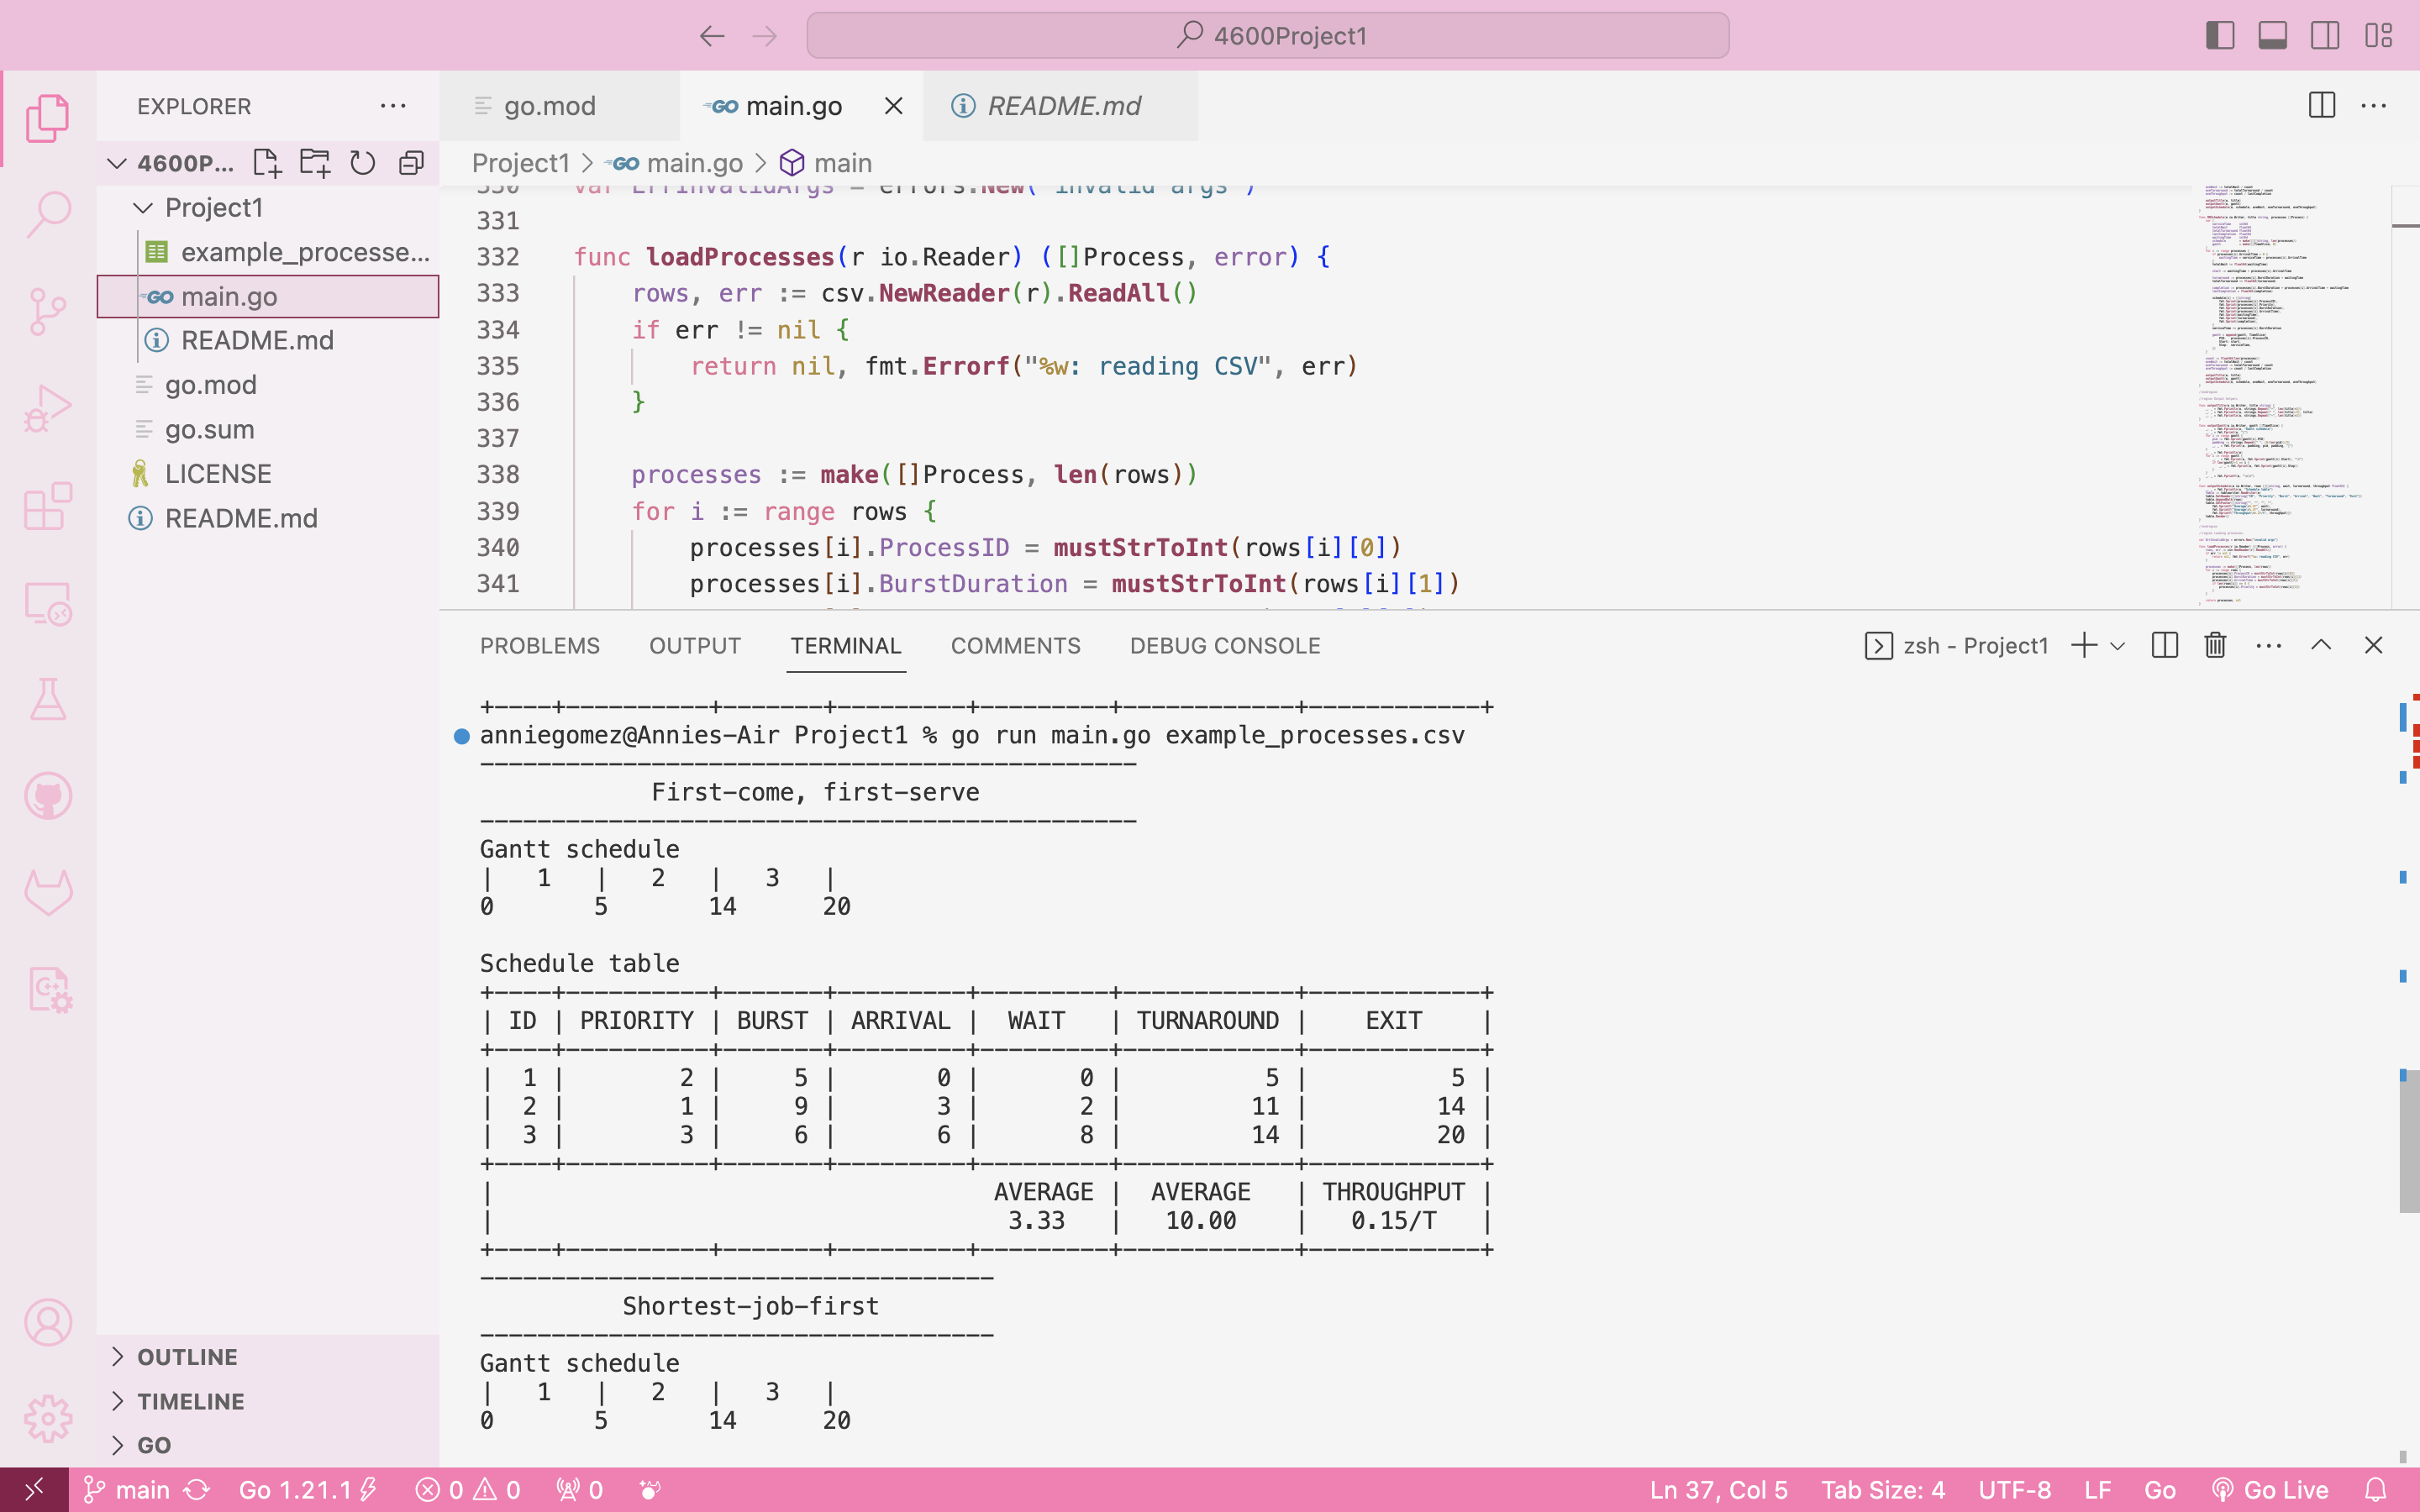 4600Project1
EXPLORER
go.mod
main.go
README.md
4600P...
Project1
example_processe...
main.go
README.md
go.mod
go.sum
LICENSE
README.md
OUTLINE
TIMELINE
GO
Project1 > main.go > main
330 var ErrInvalidArgs = errors.New("invalid args")
331
332 func loadProcesses(r io.Reader) ([]Process, error) {
333 rows, err := csv.NewReader(r).ReadAll()
334 if err != nil {
335 return nil, fmt.Errorf("%w: reading CSV", err)
336 }
337
338 processes := make([]Process, len(rows))
339 for i := range rows {
340 processes[i].ProcessID = mustStrToInt(rows[i][0])
341 processes[i].BurstDuration = mustStrToInt(rows[i][1])
PROBLEMS OUTPUT TERMINAL COMMENTS DEBUG CONSOLE
zsh - Project1
+----+----------+-------+---------+---------+------------+------------+
anniegomez@Annies-Air Project1 % go run main.go example_processes.csv
----------------------------------------------
First-come, first-serve
----------------------------------------------
Gantt schedule
|   1   |   2   |   3   |
0       5       14      20
Schedule table
+----+----------+-------+---------+---------+------------+------------+
| ID | PRIORITY | BURST | ARRIVAL |  WAIT   | TURNAROUND |    EXIT    |
+----+----------+-------+---------+---------+------------+------------+
|  1 |        2 |     5 |       0 |       0 |          5 |          5 |
|  2 |        1 |     9 |       3 |       2 |         11 |         14 |
|  3 |        3 |     6 |       6 |       8 |         14 |         20 |
+----+----------+-------+---------+---------+------------+------------+
|                                   AVERAGE |  AVERAGE   | THROUGHPUT |
|                                    3.33   |   10.00    |   0.15/T   |
+----+----------+-------+---------+---------+------------+------------+
------------------------------------
Shortest-job-first
------------------------------------
Gantt schedule
|   1   |   2   |   3   |
0       5       14      20
main Go 1.21.1 0 0 0
Ln 37, Col 5 Tab Size: 4 UTF-8 LF Go Go Live